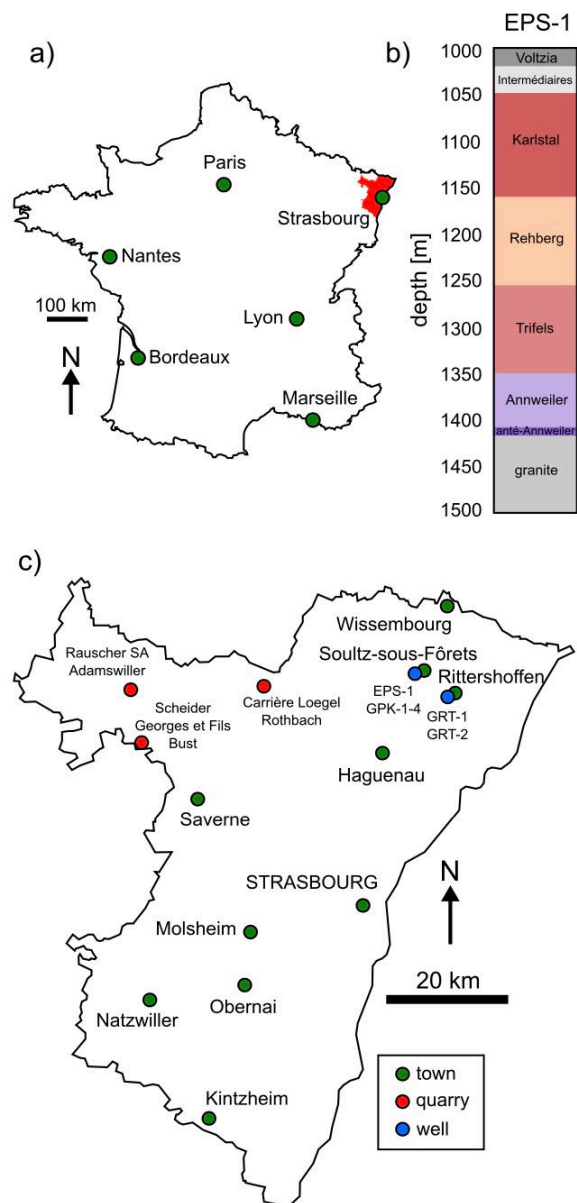 a)
Paris
Strasbourg
Nantes
100 km
N
Lyon
Bordeaux
Marseille
b)
EPS-1
depth [m]
1000
1050
1100
1150
1200
1250
1300
1350
1400
1450
1500
Voltzia
Intermédiaires
Karlstal
Rehberg
Trifels
Annweiler
anté-Annweiler
granite
c)
Wissembourg
Rauscher SA
Adamswiller
Soultz-sous-Fôrets
Rittershoffen
Carrière Loegel
Rothbach
EPS-1
GPK-1-4
Scheider
Georges et Fils
Bust
GRT-1
GRT-2
Haguenau
Saverne
STRASBOURG
N
Molsheim
20 km
Obernai
Natzwiller
Kintzheim
town
quarry
well